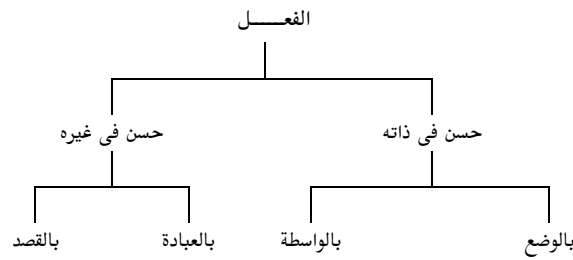 الفعـــل
حسن فى ذاته حسن فى غيره
بالوضع بالواسطة بالعبادة بالقصد